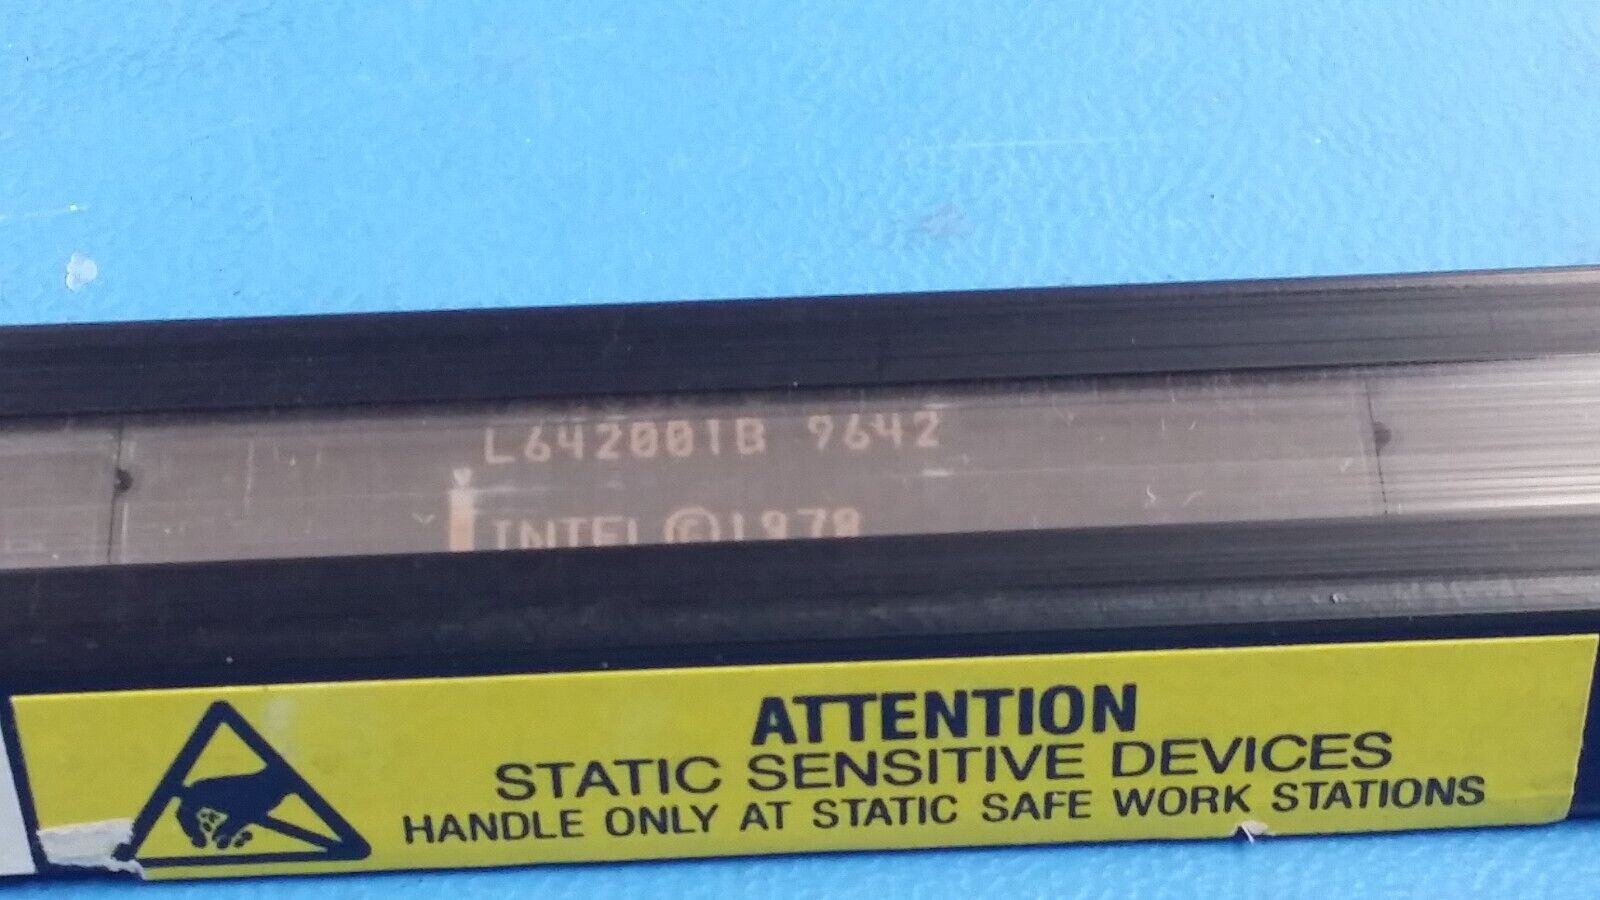 L642001B 9642
INTEL © 1978
ATTENTION
STATIC SENSITIVE DEVICES
HANDLE ONLY AT STATIC SAFE WORK STATIONS